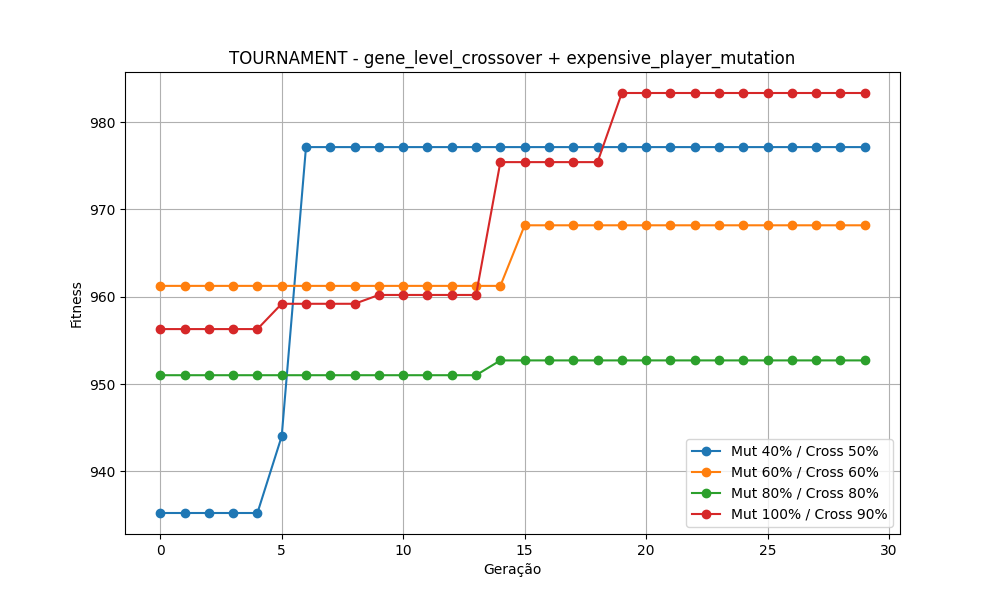 TOURNAMENT - gene_level_crossover + expensive_player_mutation
Fitness
980
970
960
950
940
0 5 10 15 20 25 30
Geração
Mut 40% / Cross 50%
Mut 60% / Cross 60%
Mut 80% / Cross 80%
Mut 100% / Cross 90%